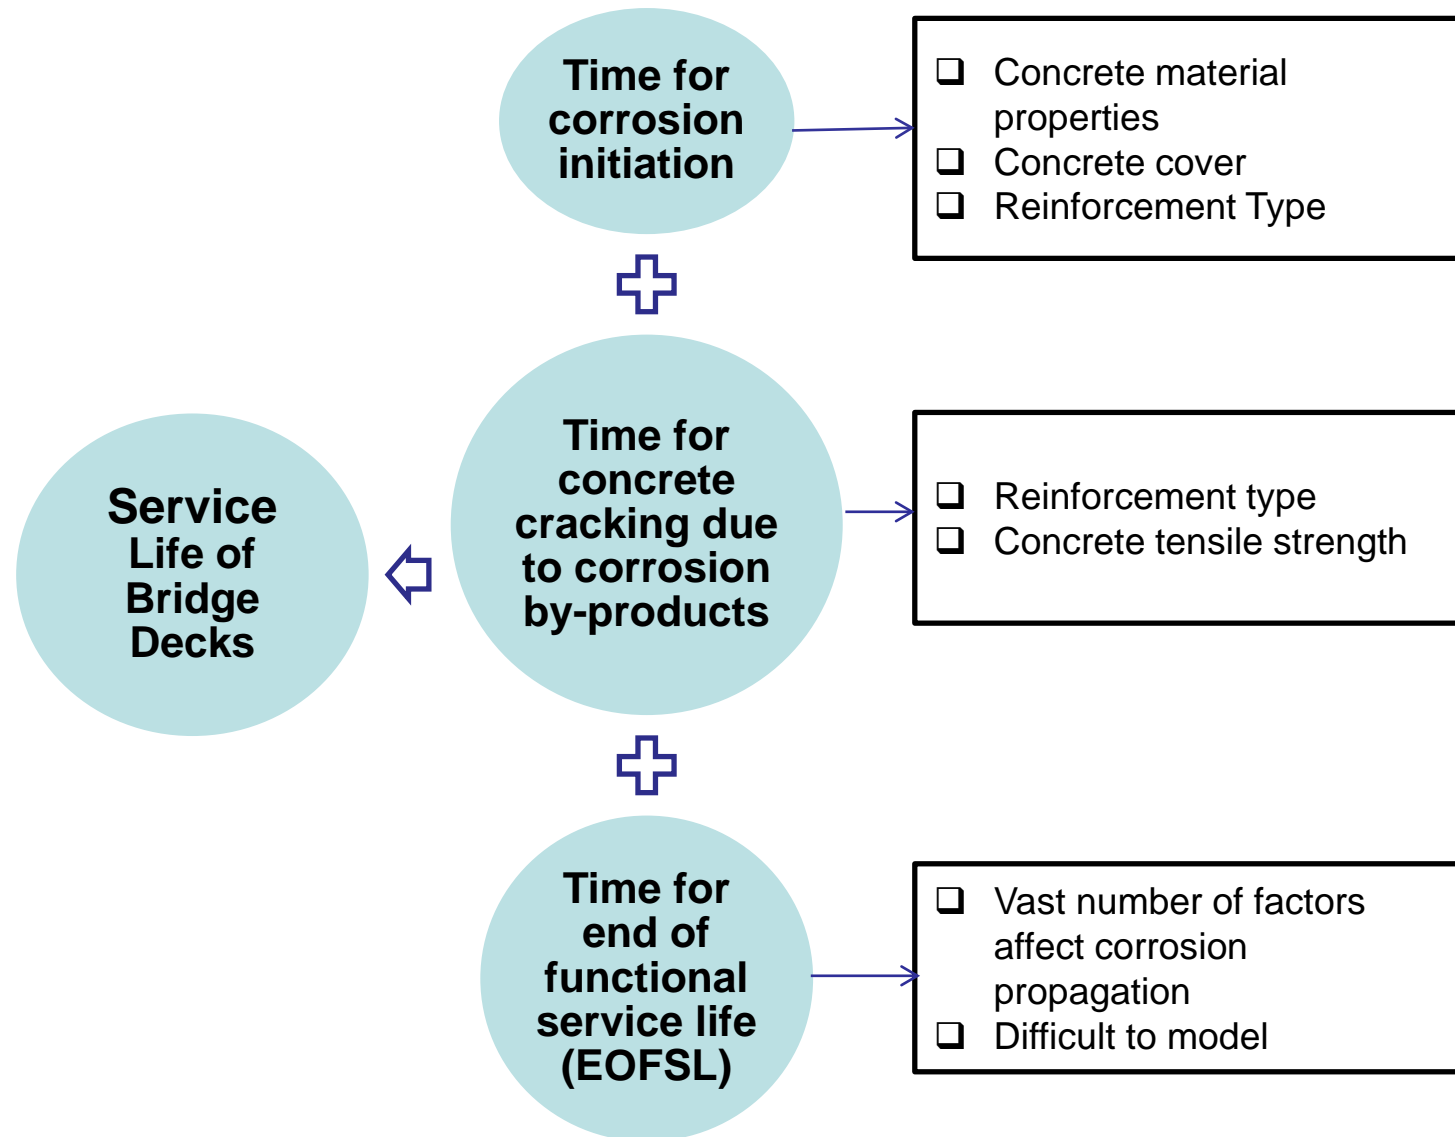 Time for
corrosion
initiation
❑ Concrete material
properties
❑ Concrete cover
❑ Reinforcement Type
Service
Life of
Bridge
Decks
Time for
concrete
cracking due
to corrosion
by-products
❑ Reinforcement type
❑ Concrete tensile strength
Time for
end of
functional
service life
(EOFSL)
❑ Vast number of factors
affect corrosion
propagation
❑ Difficult to model